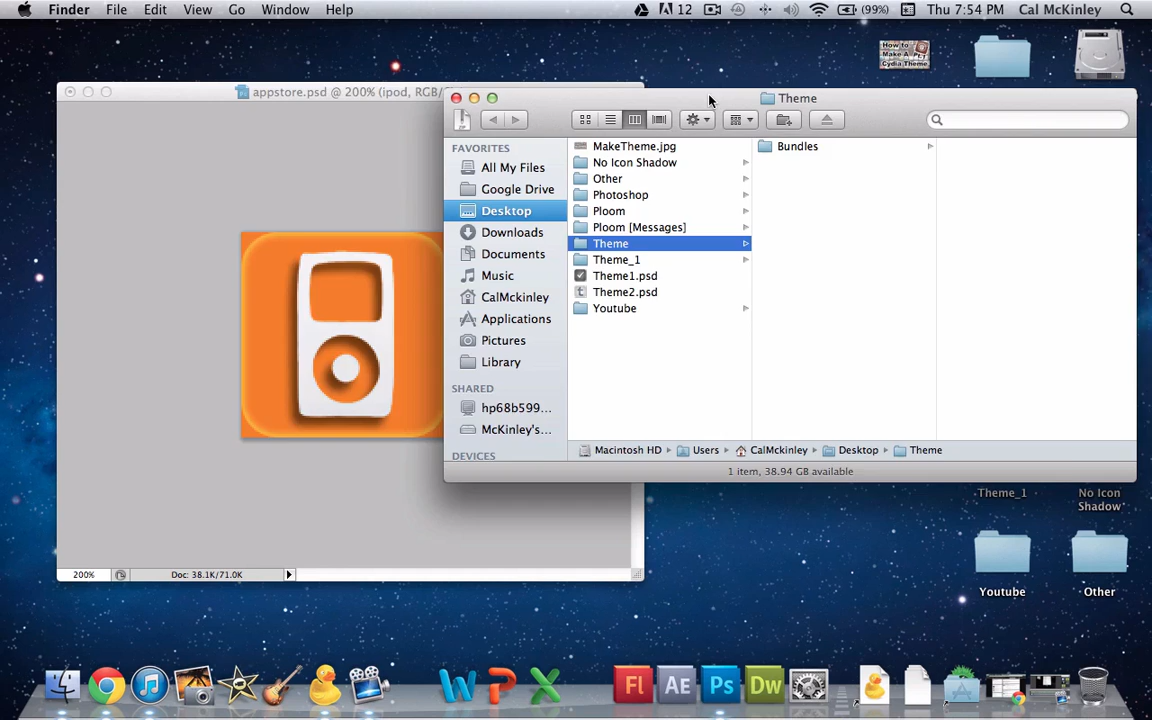 Finder File Edit View Go Window Help
12 (99%) Thu 7:54 PM Cal McKinley
How to
Make A
Cydia Theme
appstore.psd @ 200% (ipod, RGB/
Theme
FAVORITES
All My Files
Google Drive
Desktop
Downloads
Documents
Music
CalMckinley
Applications
Pictures
Library
SHARED
hp68b599...
McKinley's...
DEVICES
MakeTheme.jpg
No Icon Shadow
Other
Photoshop
Ploom
Ploom [Messages]
Theme
Theme_1
Theme1.psd
Theme2.psd
Youtube
Bundles
Macintosh HD Users CalMckinley Desktop Theme
1 item, 38.94 GB available
Theme_1
No Icon
Shadow
Youtube
Other
200% Doc: 38.1K/71.0K
W P X Fl AE Ps Dw